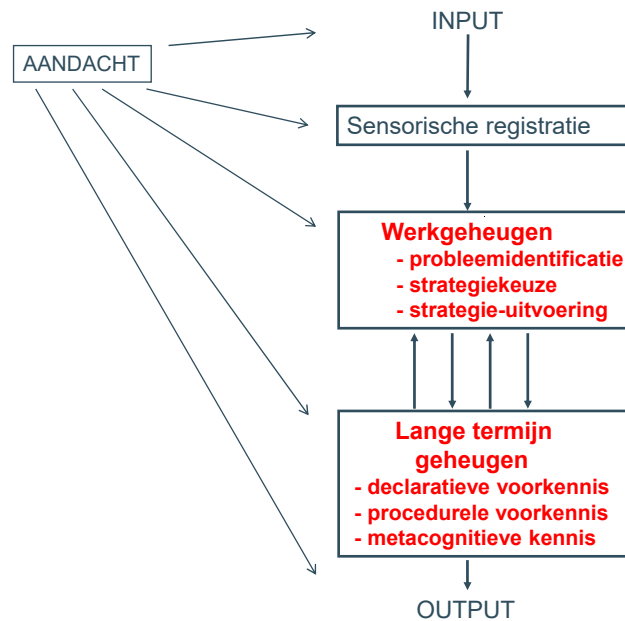 INPUT
AANDACHT
Sensorische registratie
Werkgeheugen
- probleemidentificatie
- strategiekeuze
- strategie-uitvoering
Lange termijn
geheugen
- declaratieve voorkennis
- procedurele voorkennis
- metacognitieve kennis
OUTPUT